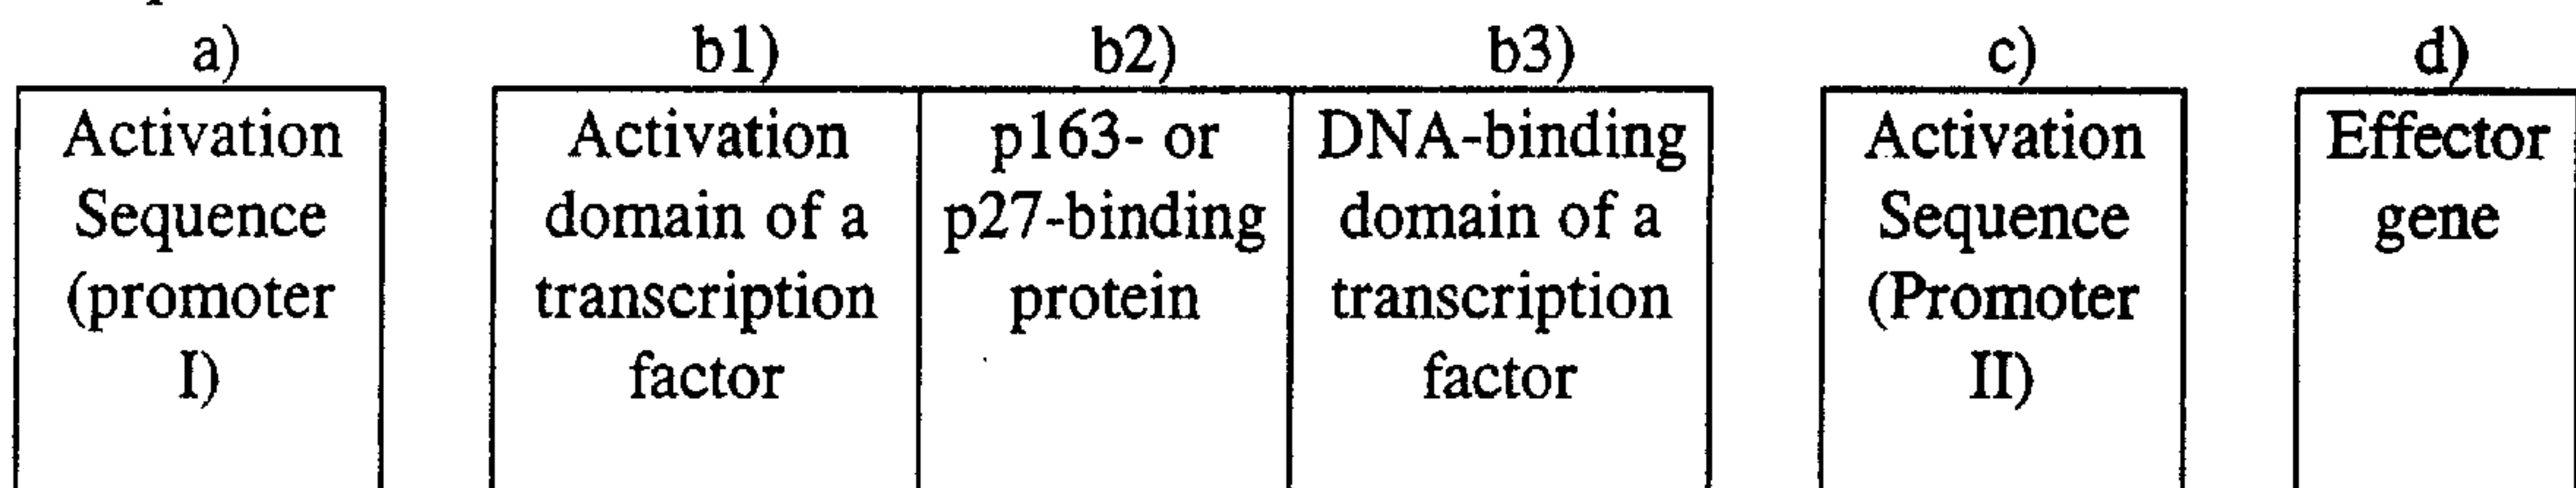 a) b1) b2) b3) c) d)
Activation Activation p163- or DNA-binding Activation Effector
Sequence domain of a p27-binding domain of a Sequence gene
(promoter transcription protein transcription (Promoter
I) factor factor II)